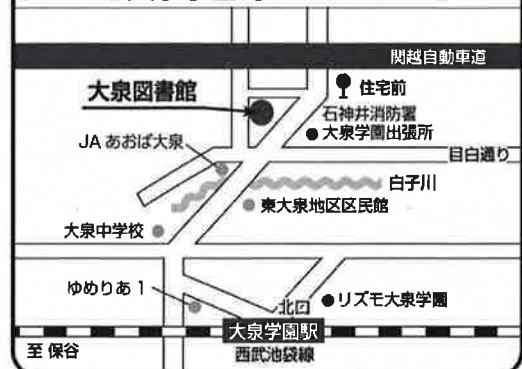 関越自動車道
大泉図書館
住宅前
石神井消防署
大泉学園出張所
JA あおば大泉
目白通り
白子川
東大泉地区区民館
大泉中学校
ゆめりあ 1
北口
リズモ大泉学園
大泉学園駅
至 保谷
西武池袋線